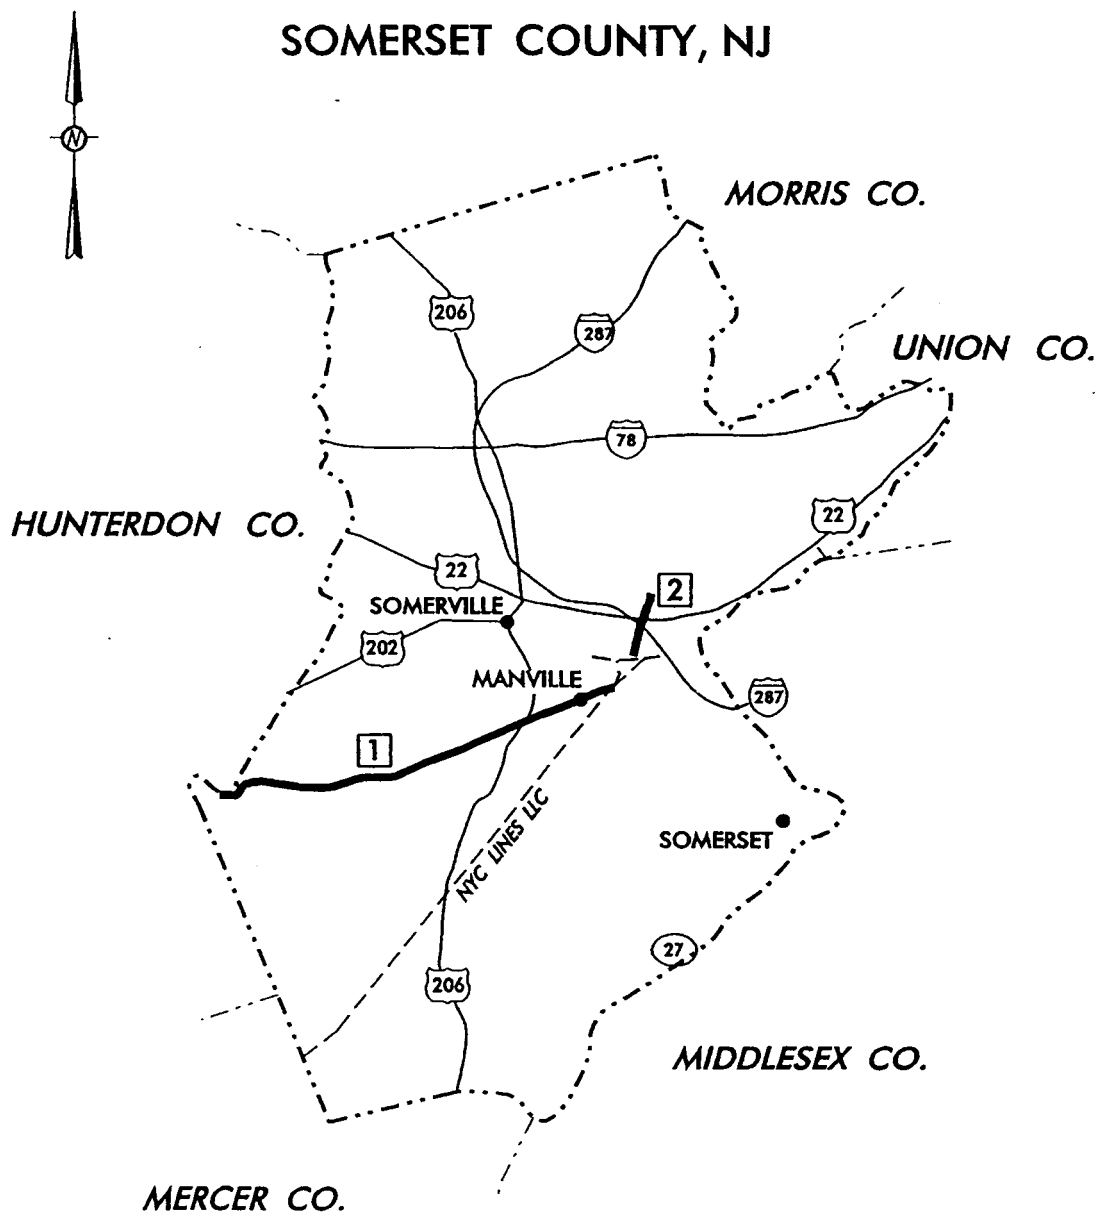 SOMERSET COUNTY, NJ
N
MORRIS CO.
206
287
UNION CO.
78
HUNTERDON CO.
22
22
2
SOMERVILLE
202
MANVILLE
287
1
NYC LINES LLC
SOMERSET
27
206
MIDDLESEX CO.
MERCER CO.